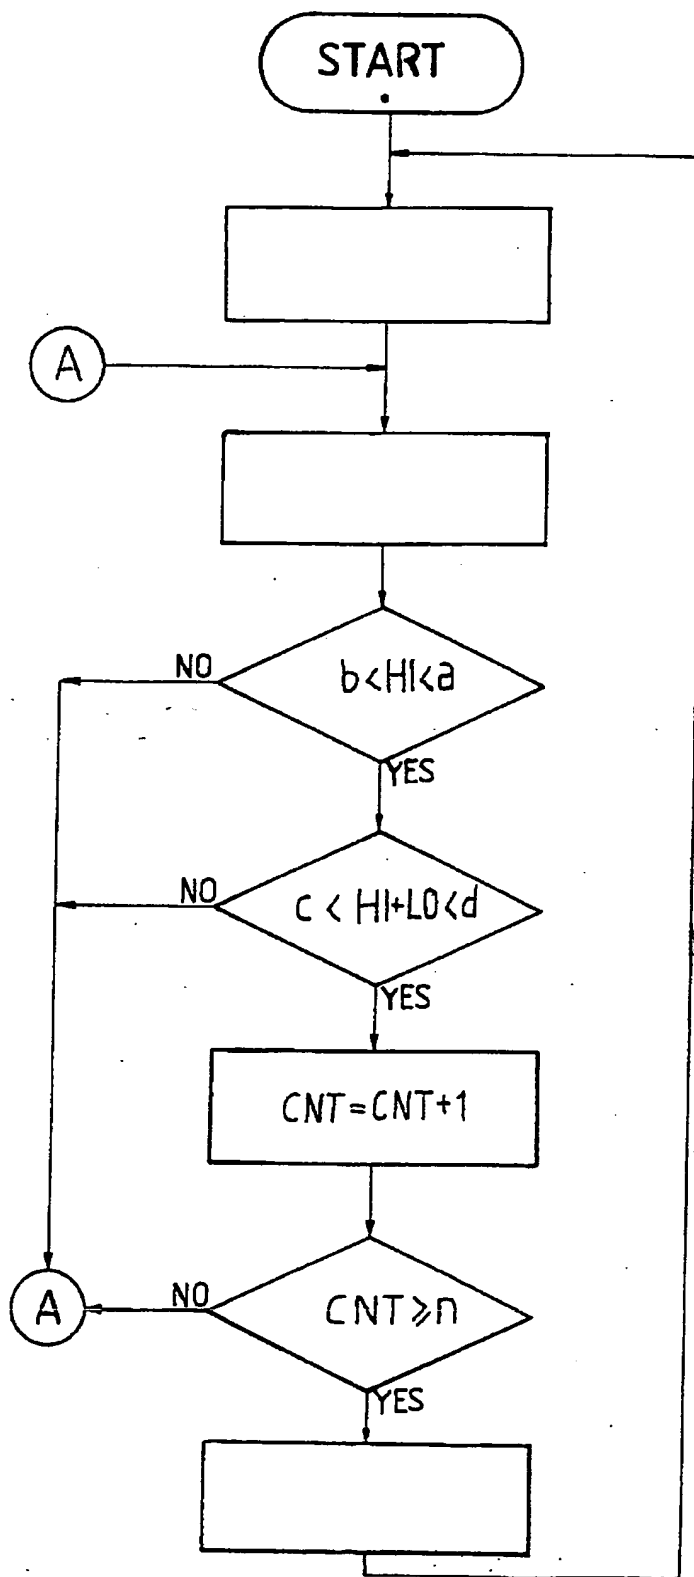 START
A
b<HI<a
NO
YES
c < HI+LO<d
NO
YES
CNT=CNT+1
CNT⩾n
NO
A
YES